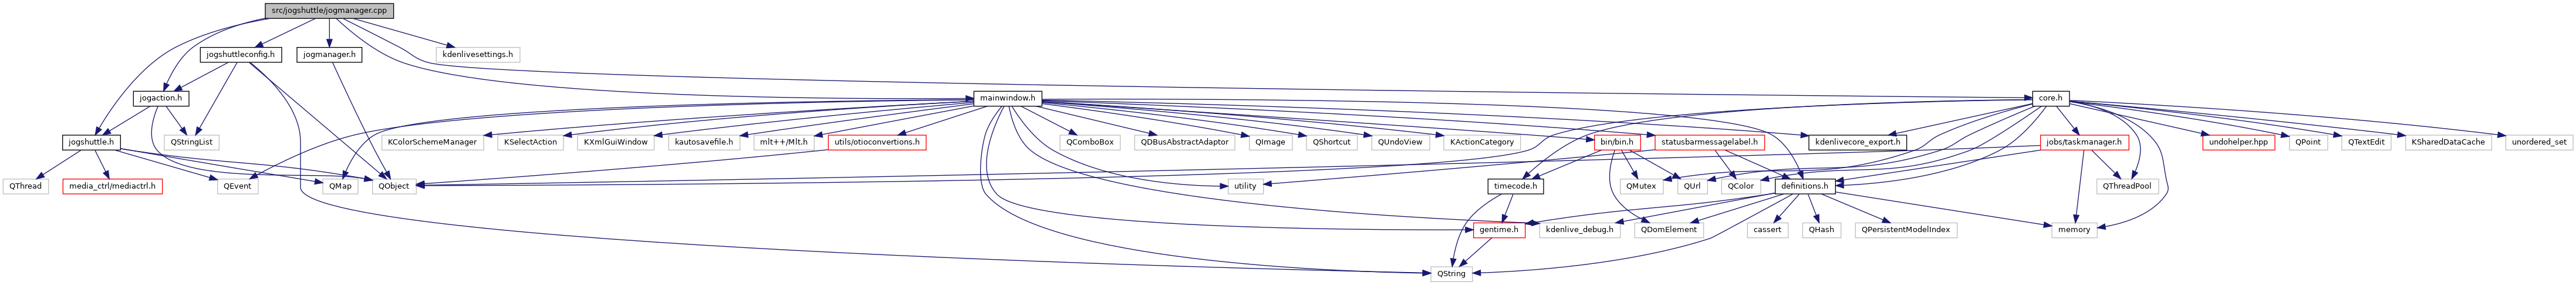 src/jogshuttle/jogmanager.cpp
jogshuttleconfig.h
jogmanager.h
kdenlivesettings.h
jogaction.h
mainwindow.h
core.h
jogshuttle.h
QStringList
KColorSchemeManager
KSelectAction
KXmlGuiWindow
kautosavefile.h
mlt++/Mlt.h
utils/otioconvertions.h
QComboBox
QDBusAbstractAdaptor
QImage
QShortcut
QUndoView
KActionCategory
bin/bin.h
statusbarmessagelabel.h
kdenlivecore_export.h
jobs/taskmanager.h
undohelper.hpp
QPoint
QTextEdit
KSharedDataCache
unordered_set
QThread
media_ctrl/mediactrl.h
QEvent
QMap
QObject
utility
timecode.h
QMutex
QUrl
QColor
definitions.h
QThreadPool
gentime.h
kdenlive_debug.h
QDomElement
cassert
QHash
QPersistentModelIndex
memory
QString